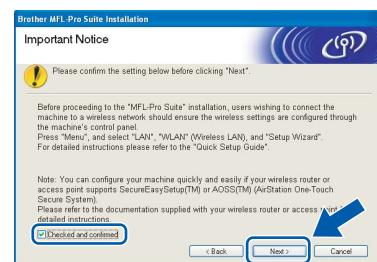 Brother MFL-Pro Suite Installation
Important Notice
Please confirm the setting below before clicking "Next".
Before proceeding to the "MFL-Pro Suite" installation, users wishing to connect the
machine to a wireless network should ensure the wireless settings are configured through
the machine's control panel.
Press "Menu", and select "LAN", "WLAN" (Wireless LAN), and "Setup Wizard".
For detailed instructions please refer to the "Quick Setup Guide".
Note: You can configure your machine quickly and easily if your wireless router or
access point supports SecureEasySetup(TM) or AOSS(TM) (AirStation One-Touch
Secure System).
Please refer to the documentation supplied with your wireless router or access point
detailed instructions.
Checked and confirmed
< Back
Next >
Cancel